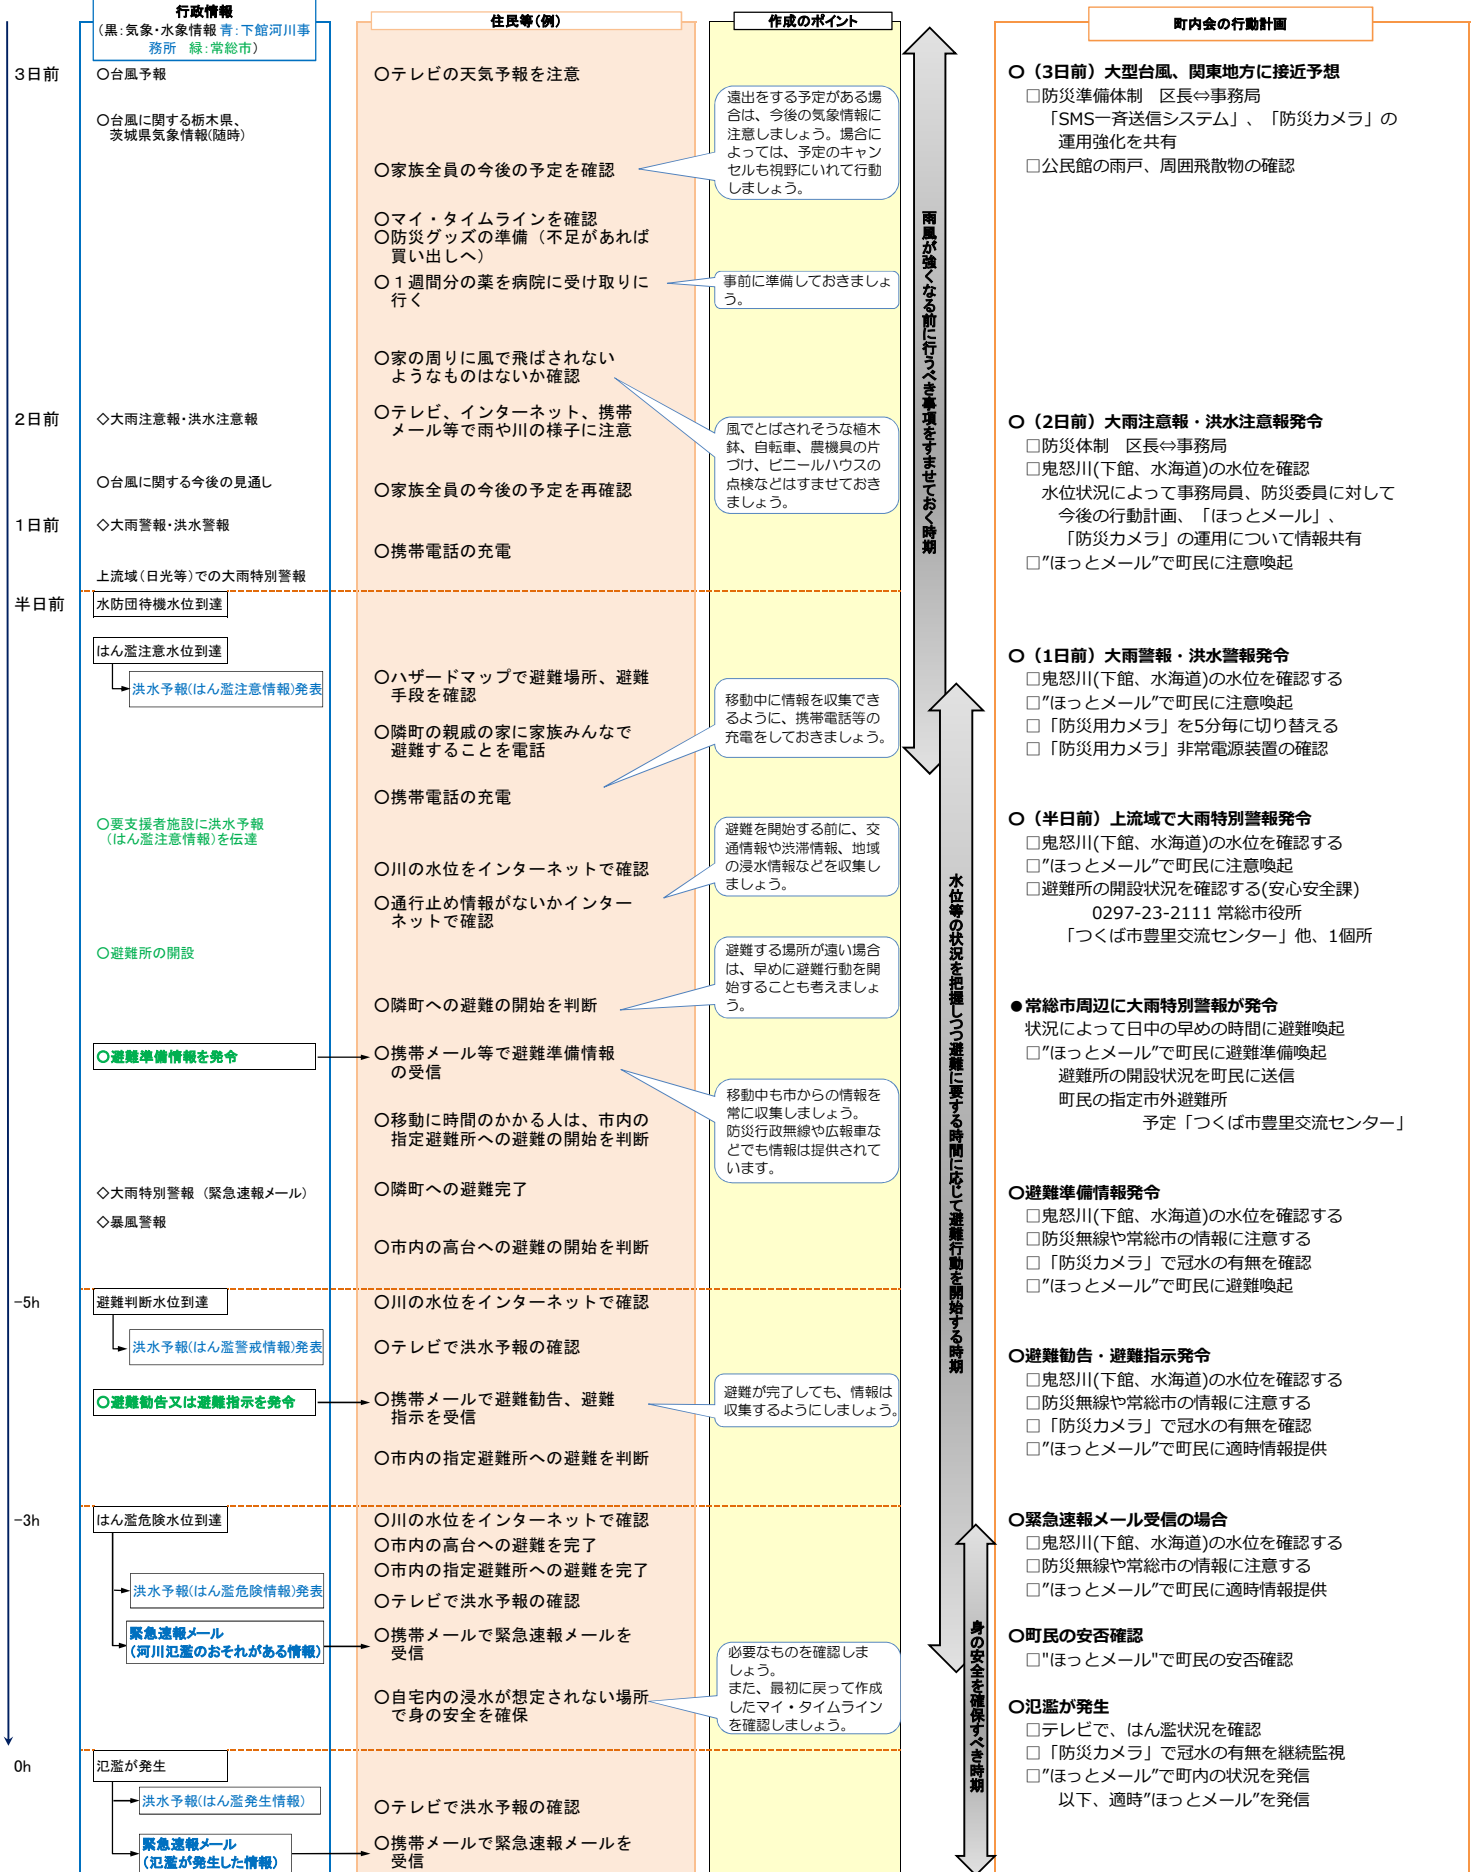 行政情報
（黒：気象・水象情報 青：下館河川事
務所　緑：常総市）
3日前
○台風予報
○台風に関する栃木県、
茨城県気象情報(随時)
2日前
◇大雨注意報・洪水注意報
○台風に関する今後の見通し
1日前
◇大雨警報・洪水警報
上流域（日光等）での大雨特別警報
半日前
水防団待機水位到達
はん濫注意水位到達
洪水予報(はん濫注意情報)発表
○要支援者施設に洪水予報
（はん濫注意情報）を伝達
○避難所の開設
○避難準備情報を発令
◇大雨特別警報（緊急速報メール）
◇暴風警報
-5h
避難判断水位到達
洪水予報(はん濫警戒情報)発表
○避難勧告又は避難指示を発令
-3h
はん濫危険水位到達
洪水予報(はん濫危険情報)発表
緊急速報メール
（河川氾濫のおそれがある情報）
0h
氾濫が発生
洪水予報(はん濫発生情報)
緊急速報メール
（氾濫が発生した情報）
住民等（例）
○テレビの天気予報を注意
○家族全員の今後の予定を確認
○マイ・タイムラインを確認
○防災グッズの準備（不足があれば
買い出しへ）
○１週間分の薬を病院に受け取りに
行く
○家の周りに風で飛ばされない
ようなものはないか確認
○テレビ、インターネット、携帯
メール等で雨や川の様子に注意
○家族全員の今後の予定を再確認
○携帯電話の充電
○ハザードマップで避難場所、避難
手段を確認
○隣町の親戚の家に家族みんなで
避難することを電話
○携帯電話の充電
○川の水位をインターネットで確認
○通行止め情報がないかインター
ネットで確認
○隣町への避難の開始を判断
○携帯メール等で避難準備情報
の受信
○移動に時間のかかる人は、市内の
指定避難所への避難の開始を判断
○隣町への避難完了
○市内の高台への避難の開始を判断
○川の水位をインターネットで確認
○テレビで洪水予報の確認
○携帯メールで避難勧告、避難
指示を受信
○市内の指定避難所への避難を判断
○川の水位をインターネットで確認
○市内の高台への避難を完了
○市内の指定避難所への避難を完了
○テレビで洪水予報の確認
○携帯メールで緊急速報メールを
受信
○自宅内の浸水が想定されない場所
で身の安全を確保
○テレビで洪水予報の確認
○携帯メールで緊急速報メールを
受信
作成のポイント
遠出をする予定がある場
合は、今後の気象情報に
注意しましょう。場合に
よっては、予定のキャン
セルも視野にいれて行動
しましょう。
事前に準備しておきましょ
う。
風でとばされそうな植木
鉢、自転車、農機具の片
づけ、ビニールハウスの
点検などはすませておき
ましょう。
移動中に情報を収集でき
るように、携帯電話等の
充電をしておきましょう。
避難を開始する前に、交
通情報や渋滞情報、地域
の浸水情報などを収集し
ましょう。
避難する場所が遠い場合
は、早めに避難行動を開
始することも考えましょ
う。
移動中も市からの情報を
常に収集しましょう。
防災行政無線や広報車な
どでも情報は提供されて
います。
避難が完了しても、情報は
収集するようにしましょう。
必要なものを確認しま
しょう。
また、最初に戻って作成
したマイ・タイムライン
を確認しましょう。
雨風が強くなる前に行うべき事項をすませておく時期
水位等の状況を把握しつつ避難に要する時間に応じて避難行動を開始する時期
身の安全を確保すべき時期
町内会の行動計画
○（3日前）大型台風、関東地方に接近予想
□防災準備体制　区長⇔事務局
「SMS一斉送信システム」、「防災カメラ」の
運用強化を共有
□公民館の雨戸、周囲飛散物の確認
○（2日前）大雨注意報・洪水注意報発令
□防災体制　区長⇔事務局
□鬼怒川(下館、水海道)の水位を確認
水位状況によって事務局員、防災委員に対して
今後の行動計画、「ほっとメール」、
「防災カメラ」の運用について情報共有
□”ほっとメール”で町民に注意喚起
○（1日前）大雨警報・洪水警報発令
□鬼怒川(下館、水海道)の水位を確認する
□”ほっとメール”で町民に注意喚起
□「防災用カメラ」を5分毎に切り替える
□「防災用カメラ」非常電源装置の確認
○（半日前）上流域で大雨特別警報発令
□鬼怒川(下館、水海道)の水位を確認する
□”ほっとメール”で町民に注意喚起
□避難所の開設状況を確認する(安心安全課)
0297-23-2111 常総市役所
「つくば市豊里交流センター」他、1個所
●常総市周辺に大雨特別警報が発令
状況によって日中の早めの時間に避難喚起
□”ほっとメール”で町民に避難準備喚起
避難所の開設状況を町民に送信
町民の指定市外避難所
予定「つくば市豊里交流センター」
○避難準備情報発令
□鬼怒川(下館、水海道)の水位を確認する
□防災無線や常総市の情報に注意する
□「防災カメラ」で冠水の有無を確認
□”ほっとメール”で町民に避難喚起
○避難勧告・避難指示発令
□鬼怒川(下館、水海道)の水位を確認する
□防災無線や常総市の情報に注意する
□「防災カメラ」で冠水の有無を確認
□”ほっとメール”で町民に適時情報提供
○緊急速報メール受信の場合
□鬼怒川(下館、水海道)の水位を確認する
□防災無線や常総市の情報に注意する
□”ほっとメール”で町民に適時情報提供
○町民の安否確認
□"ほっとメール"で町民の安否確認
○氾濫が発生
□テレビで、はん濫状況を確認
□「防災カメラ」で冠水の有無を継続監視
□”ほっとメール”で町内の状況を発信
以下、適時”ほっとメール”を発信